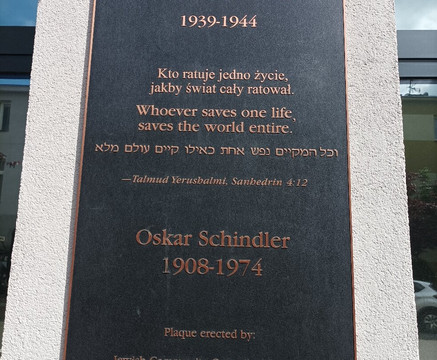 1939-1944
Kto ratuje jedno życie,
jakby świat cały ratował.
Whoever saves one life,
saves the world entire.
וכל המקיים נפש אחת כאילו קיים עולם מלא
—Talmud Yerushalmi, Sanhedrin 4:12
Oskar Schindler
1908-1974
Plaque erected by: